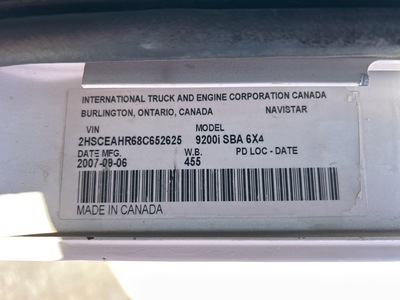 INTERNATIONAL TRUCK AND ENGINE CORPORATION CANADA
BURLINGTON, ONTARIO, CANADA NAVISTAR
VIN MODEL
2HSCEAHR68C652625 9200i SBA 6X4
DATE MFG. W.B. PD LOC - DATE
2007-09-06 455
MADE IN CANADA